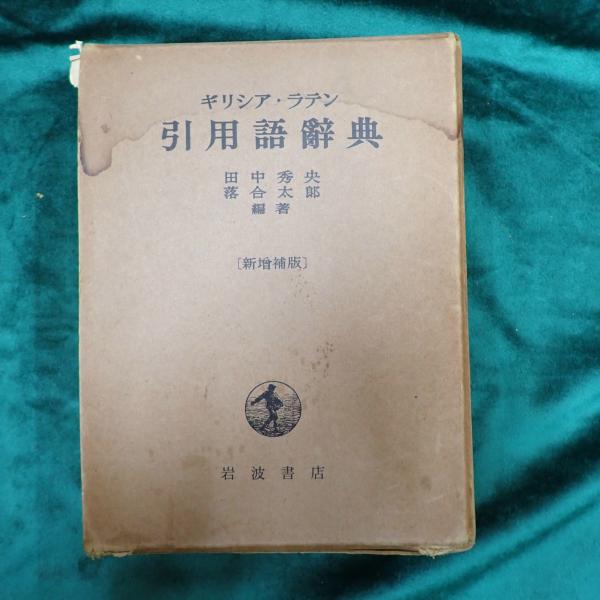 ギリシア・ラテン
引用語辭典
田中秀央
落合太郎
編著
［新増補版］
岩波書店